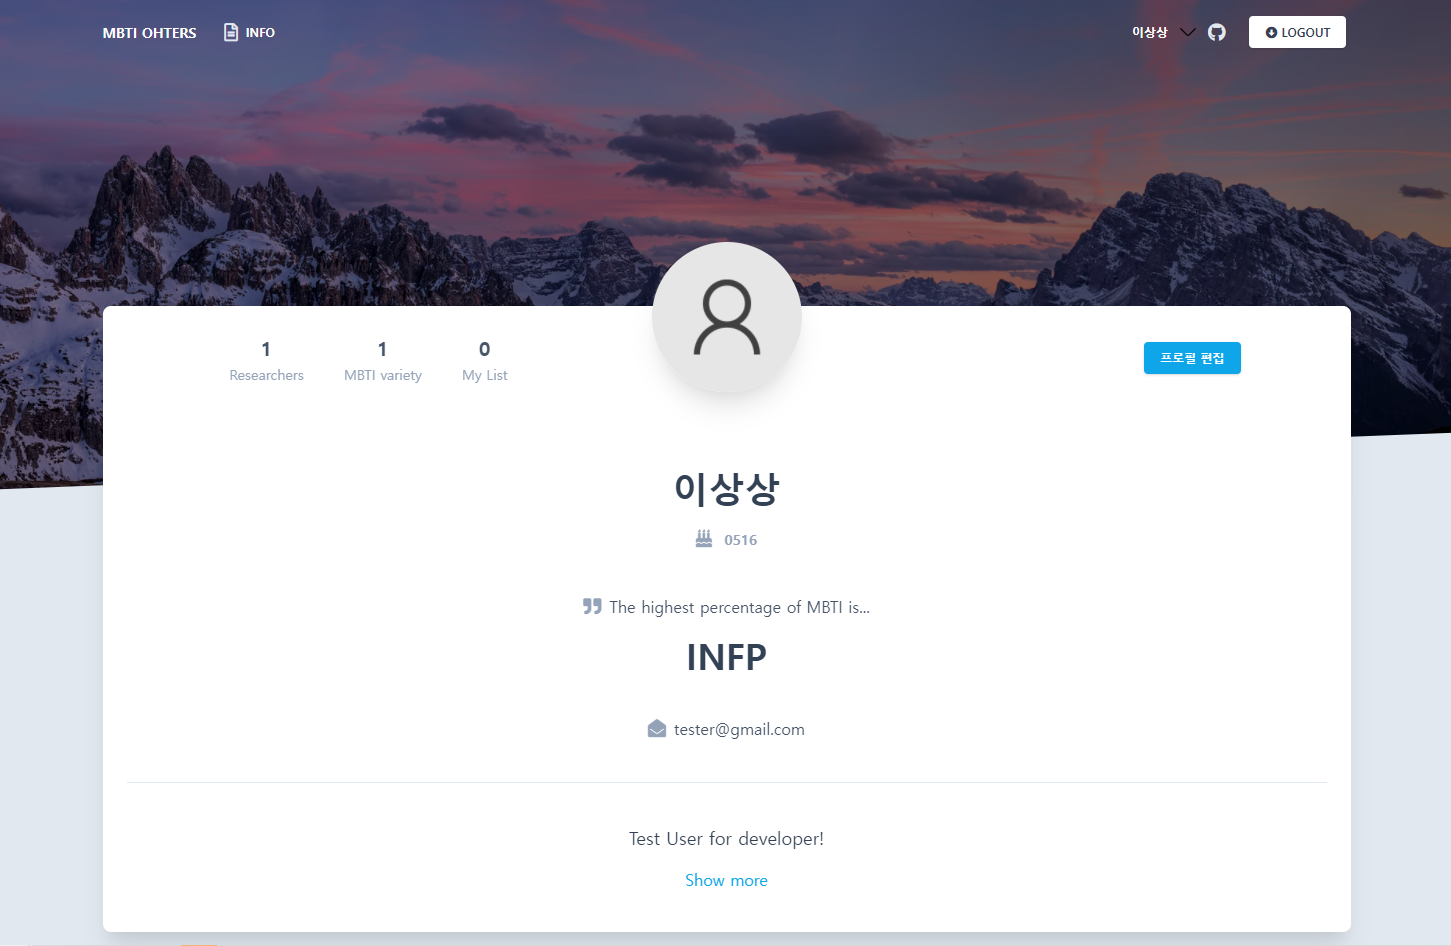 MBTI OHTERS INFO 이상상 LOGOUT
1 1 0
Researchers MBTI variety My List
프로필 편집
이상상
0516
The highest percentage of MBTI is...
INFP
tester@gmail.com
Test User for developer!
Show more